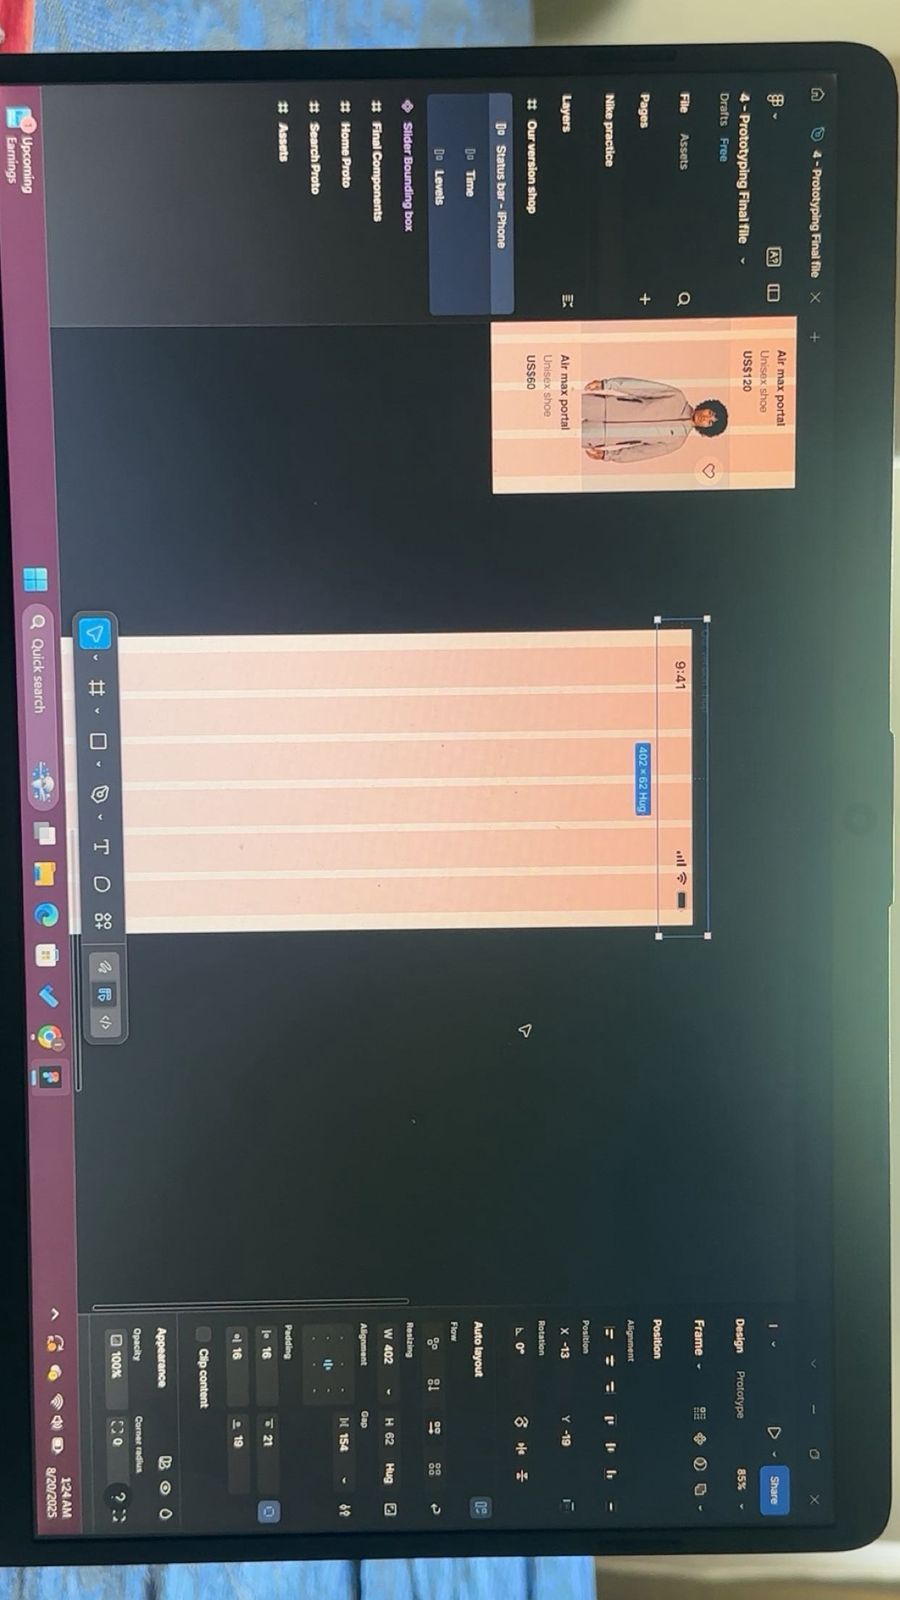 4 - Prototyping Final file
4 - Prototyping Final file
Drafts Free
File Assets
Pages
Nike practice
Layers
Our version shop
Status bar - iPhone
Time
Levels
Slider Bounding box
Final Components
Home Proto
Search Proto
Assets
Air max portal
Unisex shoe
US$120
Air max portal
Unisex shoe
US$60
9:41
402 × 62 Hug
Share
Design Prototype
85%
Frame
Position
Alignment
Position
X -13
Y -19
Rotation
0°
Auto layout
Flow
Resizing
W 402
H 62 Hug
Alignment
Gap
154
Padding
16
21
16
19
Clip content
Appearance
Opacity
Corner radius
100%
0
?
1
Upcoming
Earnings
Quick search
1:24 AM
8/20/2025